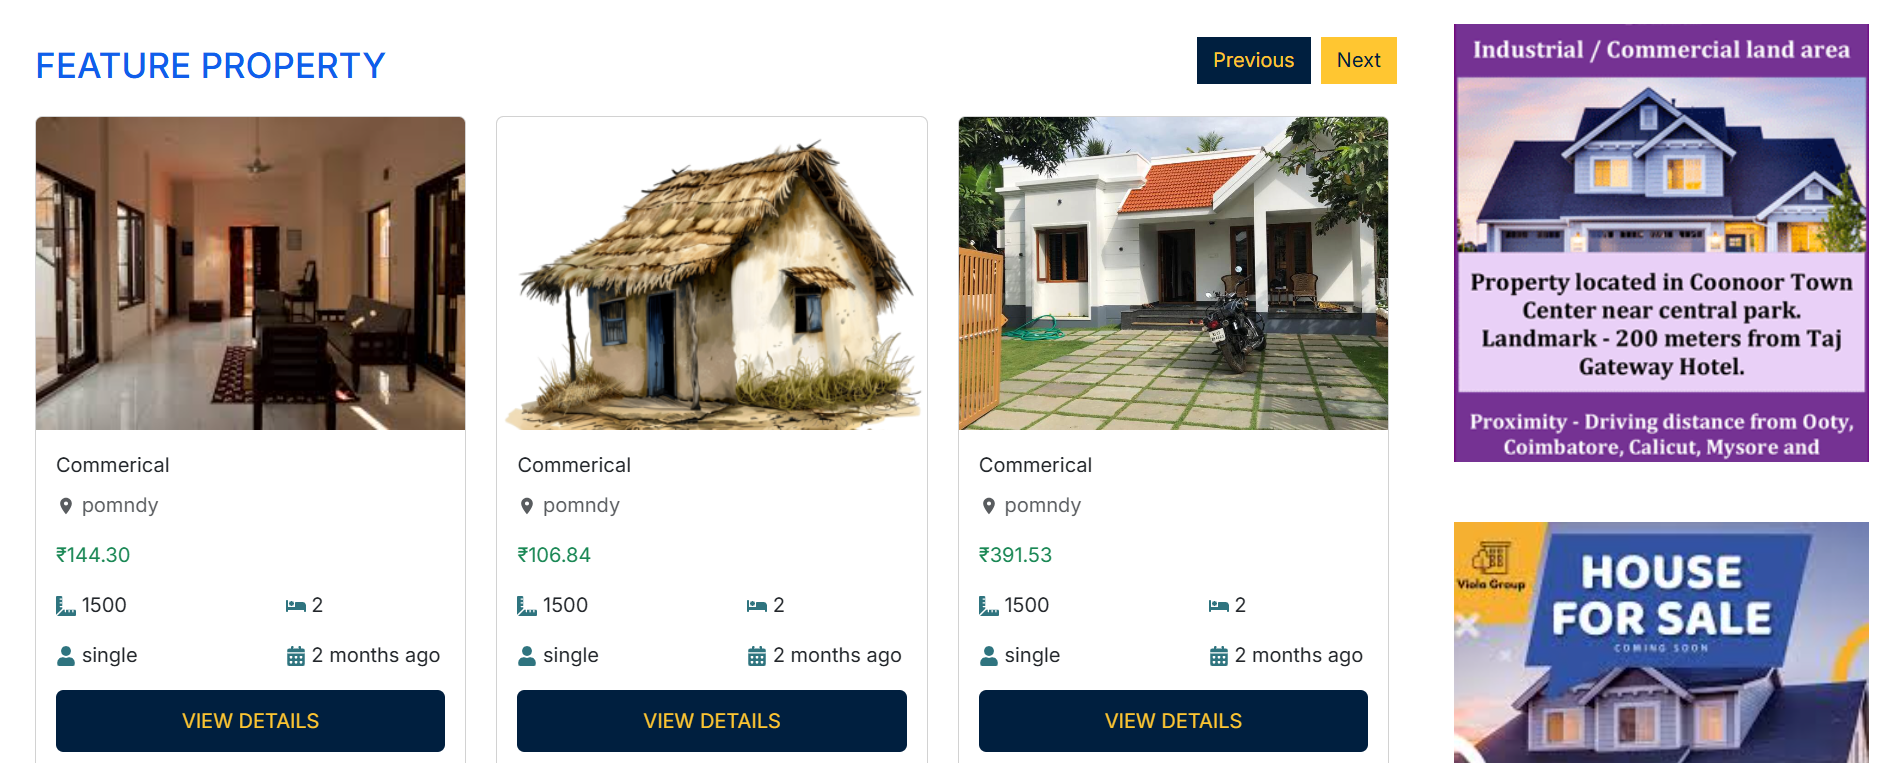 FEATURE PROPERTY
Previous
Next
Commerical
pomndy
₹144.30
1500
2
single
2 months ago
VIEW DETAILS
Commerical
pomndy
₹106.84
1500
2
single
2 months ago
VIEW DETAILS
Commerical
pomndy
₹391.53
1500
2
single
2 months ago
VIEW DETAILS
Industrial / Commercial land area
Property located in Coonoor Town
Center near central park.
Landmark - 200 meters from Taj
Gateway Hotel.
Proximity - Driving distance from Ooty,
Coimbatore, Calicut, Mysore and
Viola Group
HOUSE
FOR SALE
COMING SOON